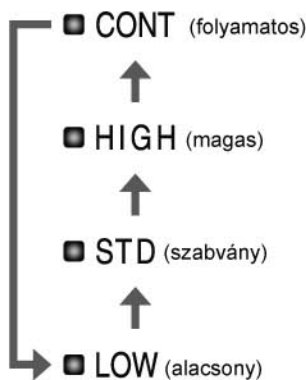 CONT (folyamatos)
HIGH (magas)
STD (szabvány)
LOW (alacsony)